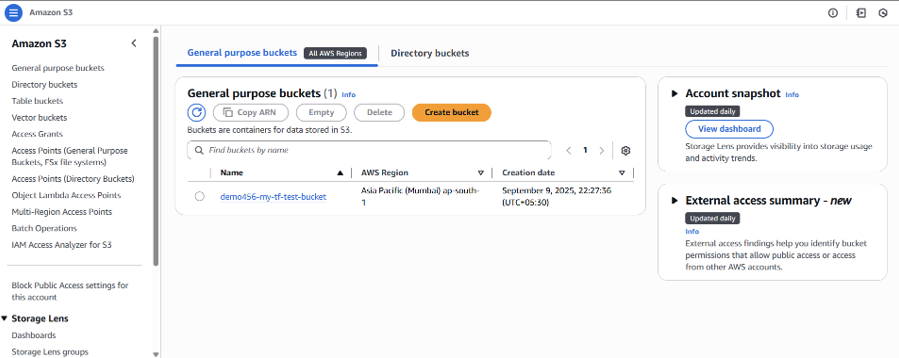 Amazon S3
Amazon S3
General purpose buckets
Directory buckets
Table buckets
Vector buckets
Access Grants
Access Points (General Purpose
Buckets, FSx file systems)
Access Points (Directory Buckets)
Object Lambda Access Points
Multi-Region Access Points
Batch Operations
IAM Access Analyzer for S3
Block Public Access settings for
this account
Storage Lens
Dashboards
Storage Lens groups
General purpose buckets All AWS Regions Directory buckets
General purpose buckets (1) Info
Copy ARN Empty Delete Create bucket
Buckets are containers for data stored in S3.
Find buckets by name
1
Name AWS Region Creation date
demo456-my-tf-test-bucket
Asia Pacific (Mumbai) ap-south-
1
September 9, 2025, 22:27:36
(UTC+05:30)
Account snapshot Info
Updated daily
View dashboard
Storage Lens provides visibility into storage usage
and activity trends.
External access summary - new
Updated daily
Info
External access findings help you identify bucket
permissions that allow public access or access
from other AWS accounts.